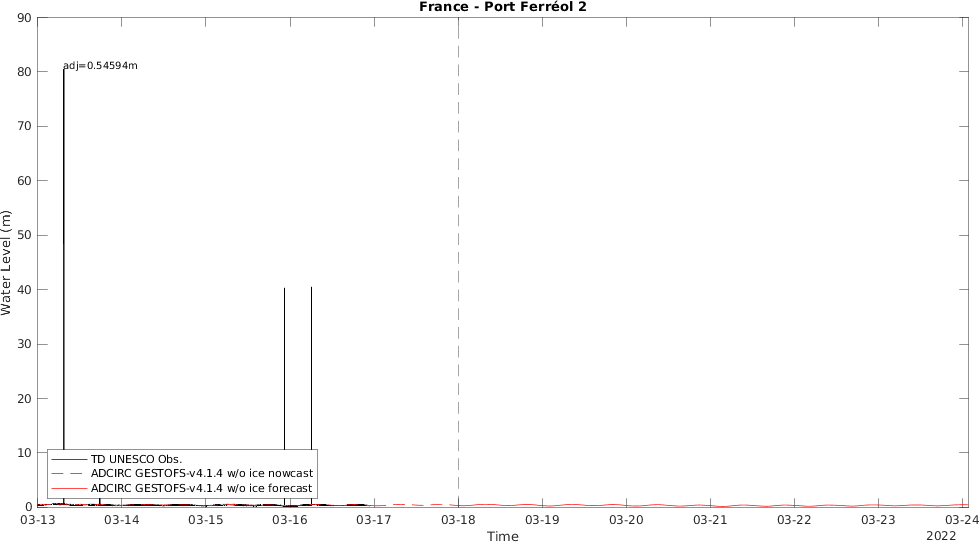 France - Port Ferréol 2
90
80
70
60
50
40
30
20
10
0
Water Level (m)
adj=0.54594m
TD UNESCO Obs.
ADCIRC GESTOFS-v4.1.4 w/o ice nowcast
ADCIRC GESTOFS-v4.1.4 w/o ice forecast
03-13 03-14 03-15 03-16 03-17 03-18 03-19 03-20 03-21 03-22 03-23 03-24
Time
2022